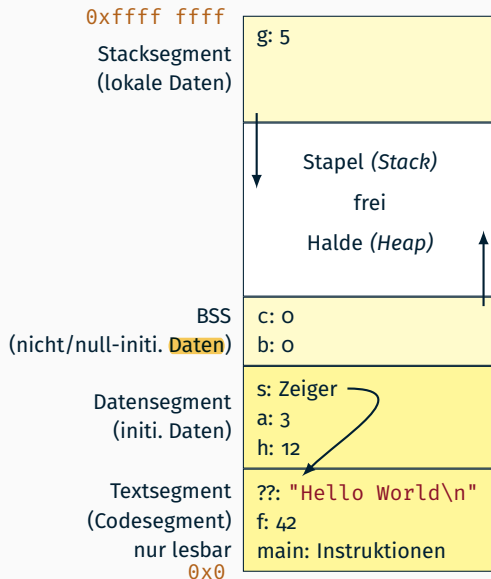 0xffff ffff
Stacksegment
(lokale Daten)
g: 5
Stapel (Stack)
frei
Halde (Heap)
BSS
(nicht/null-initi. Daten)
c: 0
b: 0
Datensegment
(initi. Daten)
s: Zeiger
a: 3
h: 12
Textsegment
(Codesegment)
nur lesbar
??: "Hello World\n"
f: 42
main: Instruktionen
0x0